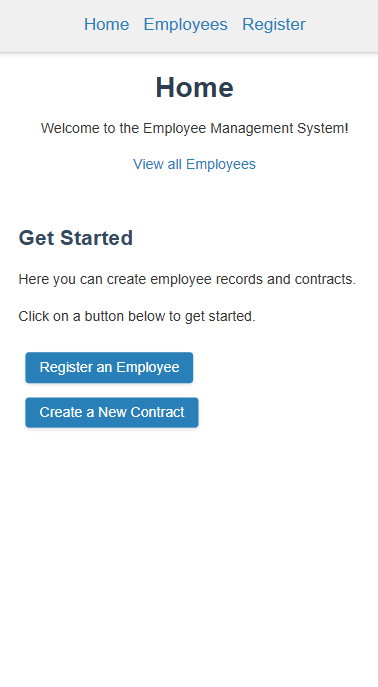 Home Employees Register
Home
Welcome to the Employee Management System!
View all Employees
Get Started
Here you can create employee records and contracts.
Click on a button below to get started.
Register an Employee
Create a New Contract